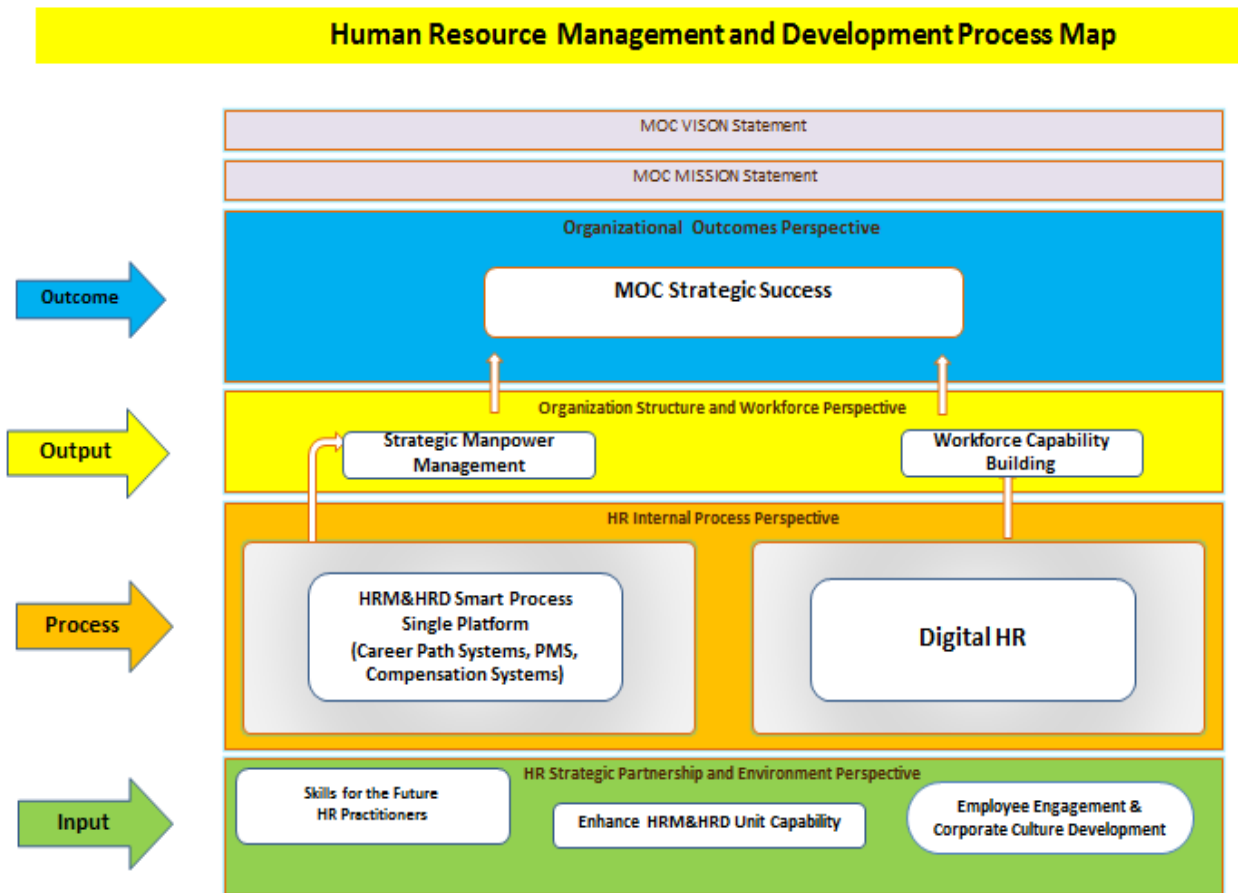 Human Resource Management and Development Process Map
MOC VISON Statement
MOC MISSION Statement
Organizational Outcomes Perspective
Outcome
MOC Strategic Success
Organization Structure and Workforce Perspective
Output
Strategic Manpower
Management
Workforce Capability
Building
HR Internal Process Perspective
Process
HRM&HRD Smart Process
Single Platform
(Career Path Systems, PMS,
Compensation Systems)
Digital HR
HR Strategic Partnership and Environment Perspective
Input
Skills for the Future
HR Practitioners
Enhance HRM&HRD Unit Capability
Employee Engagement &
Corporate Culture Development